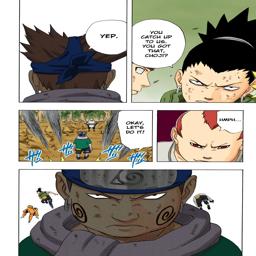 YOU
CATCH UP
TO US. YOU
GOT THAT,
CHOJI?
YEP.
HMPH...
OKAY,
LET'S
DO IT!